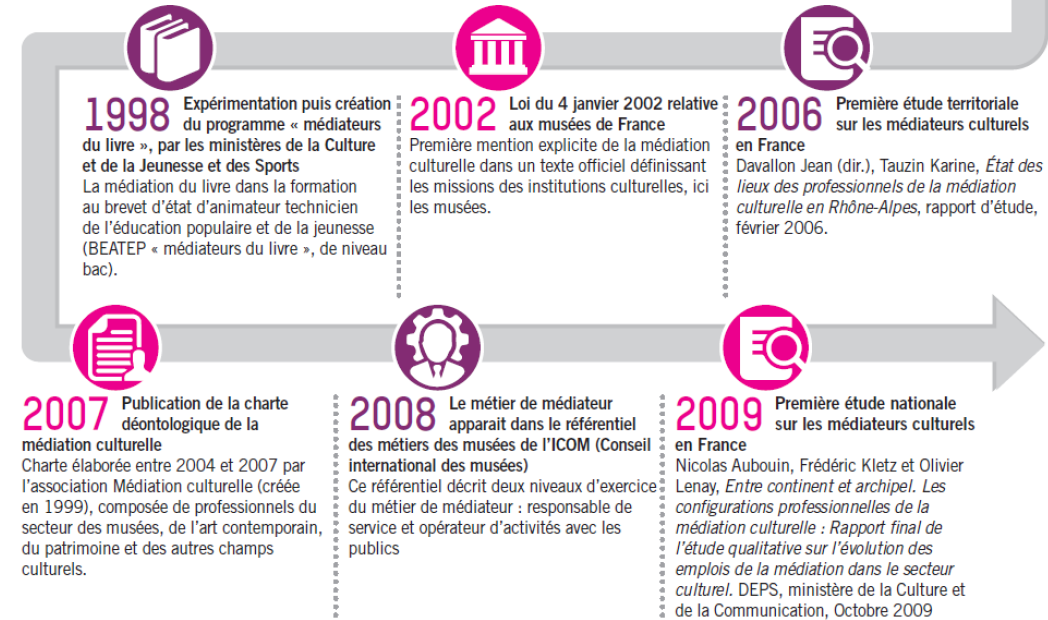 1998 Expérimentation puis création
du programme « médiateurs
du livre », par les ministères de la Culture
et de la Jeunesse et des Sports
La médiation du livre dans la formation
au brevet d’état d’animateur technicien
de l’éducation populaire et de la jeunesse
(BEATEP « médiateurs du livre », de niveau
bac).
2002 Loi du 4 janvier 2002 relative
aux musées de France
Première mention explicite de la médiation
culturelle dans un texte officiel définissant
les missions des institutions culturelles, ici
les musées.
2006 Première étude territoriale
sur les médiateurs culturels
en France
Davallon Jean (dir.), Tauzin Karine, État des
lieux des professionnels de la médiation
culturelle en Rhône-Alpes, rapport d’étude,
février 2006.
2007 Publication de la charte
déontologique de la
médiation culturelle
Charte élaborée entre 2004 et 2007 par
l’association Médiation culturelle (créée
en 1999), composée de professionnels du
secteur des musées, de l’art contemporain,
du patrimoine et des autres champs
culturels.
2008 Le métier de médiateur
apparait dans le référentiel
des métiers des musées de l’ICOM (Conseil
international des musées)
Ce référentiel décrit deux niveaux d’exercice
du métier de médiateur : responsable de
service et opérateur d’activités avec les
publics
2009 Première étude nationale
sur les médiateurs culturels
en France
Nicolas Aubouin, Frédéric Kletz et Olivier
Lenay, Entre continent et archipel. Les
configurations professionnelles de la
médiation culturelle : Rapport final de
l’étude qualitative sur l’évolution des
emplois de la médiation dans le secteur
culturel. DEPS, ministère de la Culture et
de la Communication, Octobre 2009